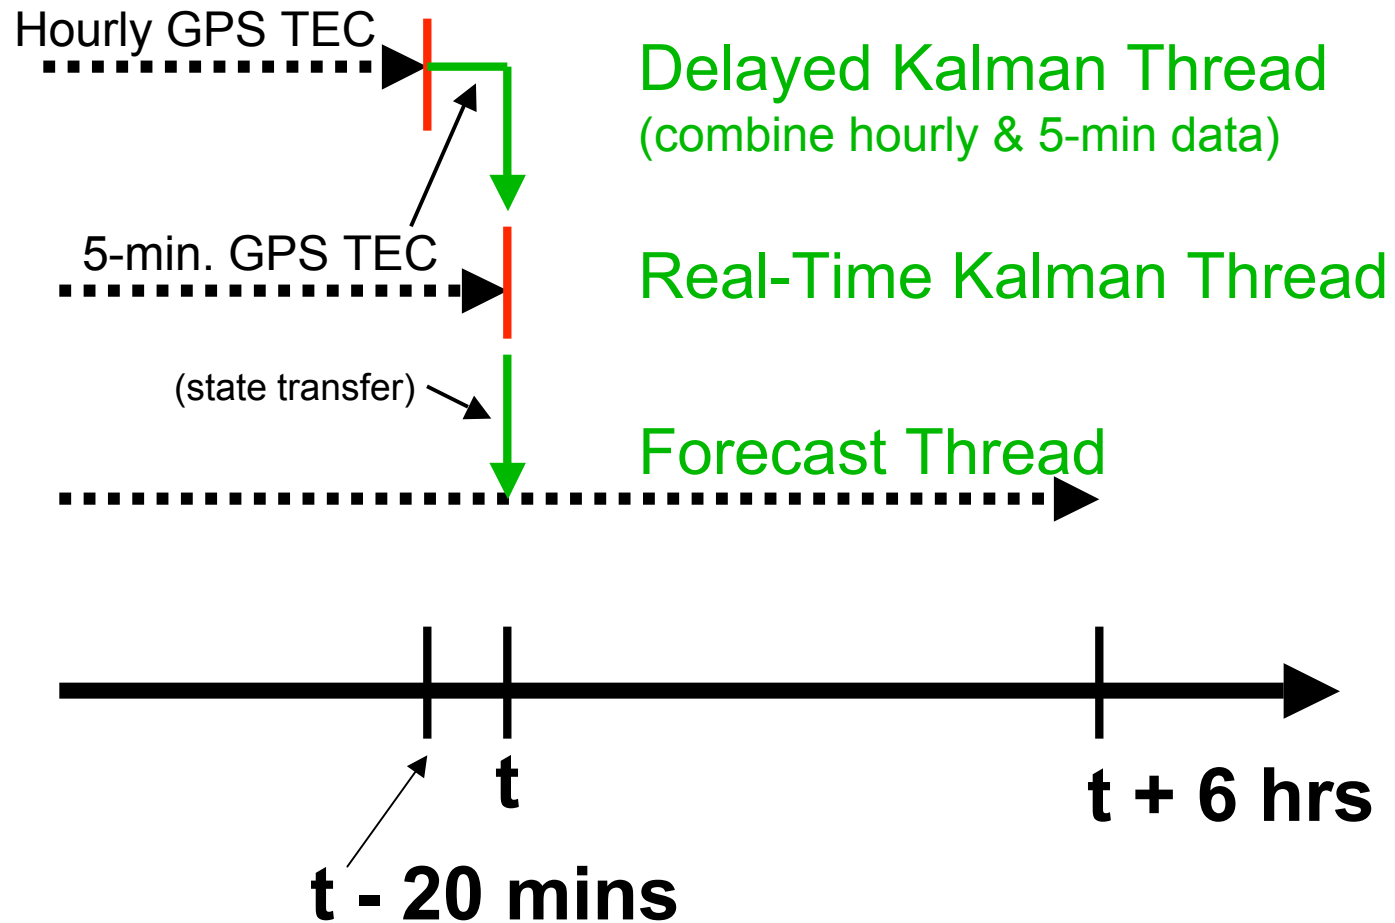 Hourly GPS TEC
Delayed Kalman Thread
(combine hourly & 5-min data)
5-min. GPS TEC
Real-Time Kalman Thread
(state transfer)
Forecast Thread
t
t + 6 hrs
t - 20 mins